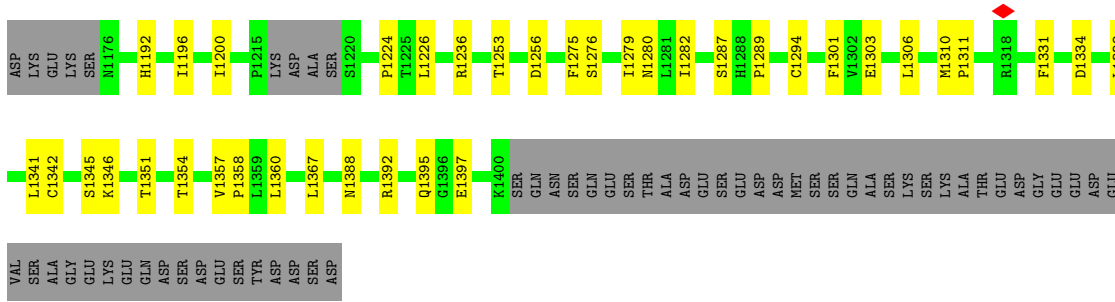 ASP LYS GLU LYS SER N1176 H1192 I1196 I1200 P1215 LYS ASP ALA SER S1220 P1224 T1225 L1226 R1236 T1253 D1256 F1275 S1276 I1279 N1280 L1281 I1282 S1287 H1288 P1289 C1294 F1301 V1302 E1303 L1306 M1310 P1311 R1318 F1331 D1334
L1341 C1342 S1345 K1346 T1351 T1354 V1357 P1358 L1359 L1360 L1367 N1388 R1392 Q1395 G1396 E1397 K1400 SER GLN ASN SER GLN GLU SER THR ALA ASP GLU SER GLU ASP ASP MET SER SER GLN ALA SER LYS SER LYS ALA THR GLU ASP GLY GLU GLU ASP GLU
VAL SER ALA GLY GLU LYS GLU GLN ASP SER ASP GLU SER TYR ASP ASP SER ASP